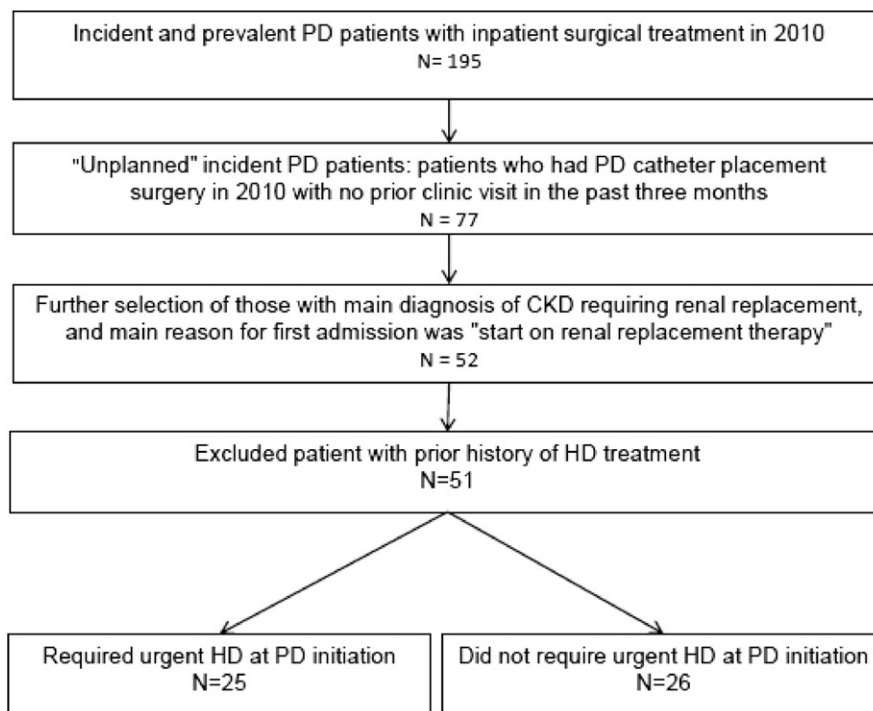 Incident and prevalent PD patients with inpatient surgical treatment in 2010
N= 195
"Unplanned" incident PD patients: patients who had PD catheter placement
surgery in 2010 with no prior clinic visit in the past three months
N = 77
Further selection of those with main diagnosis of CKD requiring renal replacement,
and main reason for first admission was "start on renal replacement therapy"
N = 52
Excluded patient with prior history of HD treatment
N=51
Required urgent HD at PD initiation
N=25
Did not require urgent HD at PD initiation
N=26